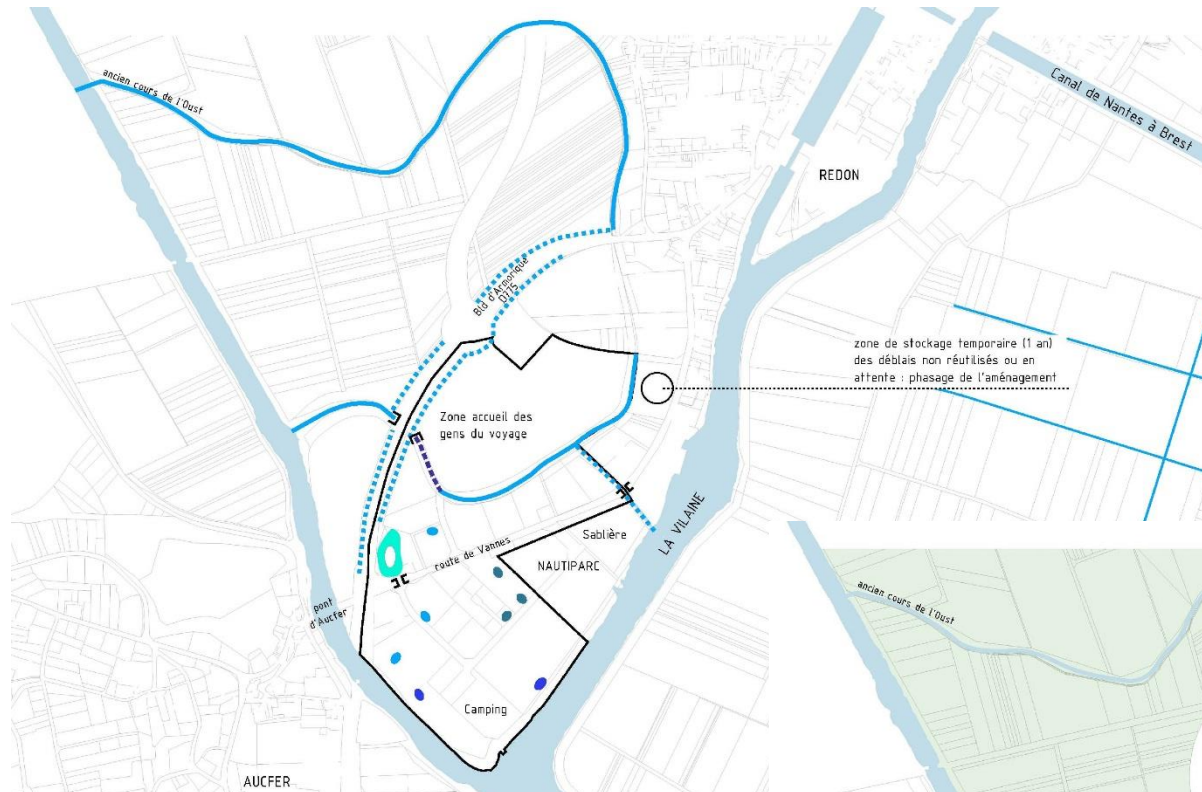 ancien cours de l'Oust
Canal de Nantes à Brest
REDON
Bld d'Armorique
D775
zone de stockage temporaire (1 an)
des déblais non réutilisés ou en
attente : phasage de l'aménagement
Zone accueil des
gens du voyage
LA VILAINE
Sablière
route de Vannes
NAUTIPARC
pont
d'Aucfer
ancien cours de l'Oust
Camping
AUCFER